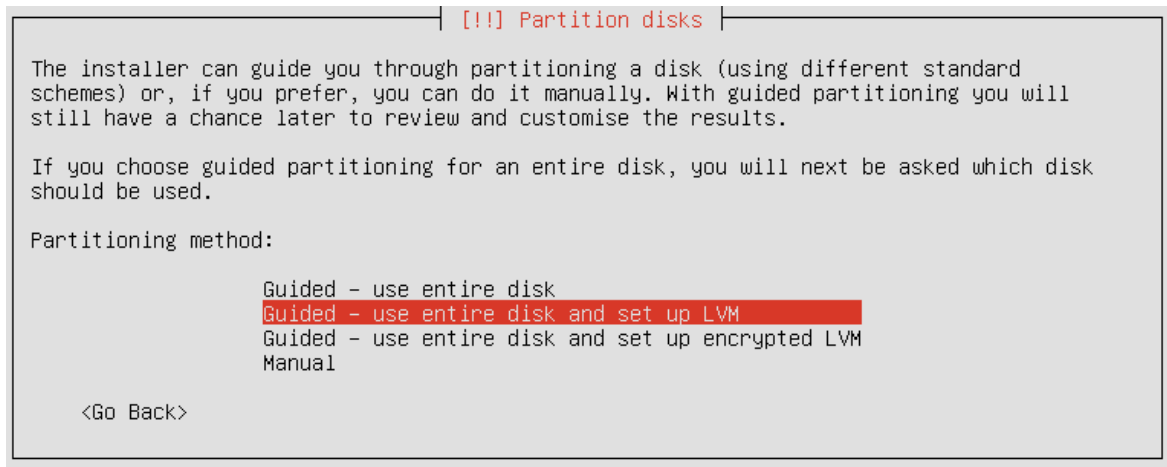 [!!] Partition disks
The installer can guide you through partitioning a disk (using different standard
schemes) or, if you prefer, you can do it manually. With guided partitioning you will
still have a chance later to review and customise the results.
If you choose guided partitioning for an entire disk, you will next be asked which disk
should be used.
Partitioning method:
Guided – use entire disk
Guided – use entire disk and set up LVM
Guided – use entire disk and set up encrypted LVM
Manual
<Go Back>